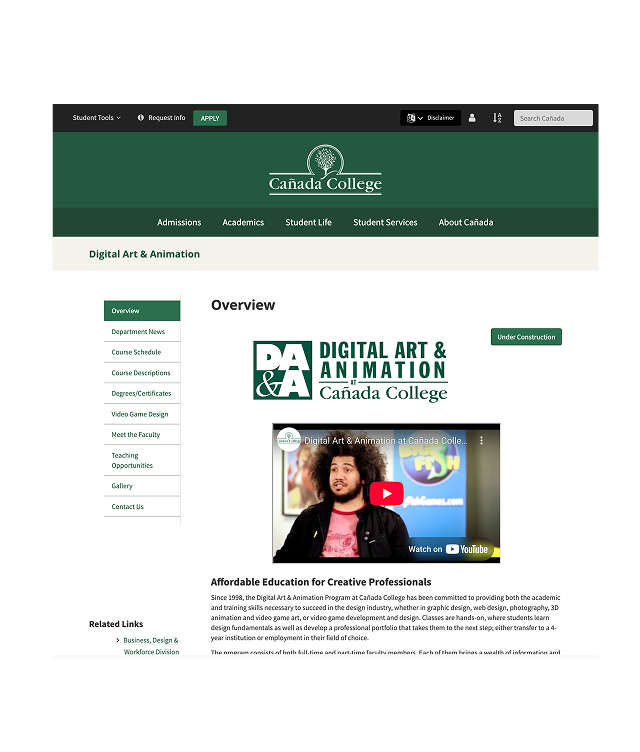 Student Tools
Request Info
APPLY
Disclaimer
A
Z
Search Cañada
Cañada College
Admissions
Academics
Student Life
Student Services
About Cañada
Digital Art & Animation
Overview
Department News
Course Schedule
Course Descriptions
Degrees/Certificates
Video Game Design
Meet the Faculty
Teaching
Opportunities
Gallery
Contact Us
Related Links
Business, Design &
Workforce Division
Overview
Under Construction
DA
&A
DIGITAL ART &
ANIMATION
AT
Cañada College
Digital Art & Animation at Cañada Colle...
BIG
FISH
FishGames.com
Watch on YouTube
Affordable Education for Creative Professionals
Since 1998, the Digital Art & Animation Program at Cañada College has been committed to providing both the academic
and training skills necessary to succeed in the design industry, whether in graphic design, web design, photography, 3D
animation and video game art, or video game development and design. Classes are hands-on, where students learn
design fundamentals as well as develop a professional portfolio that takes them to the next step; either transfer to a 4-
year institution or employment in their field of choice.
The program consists of both full-time and part-time faculty members. Each of them brings a wealth of information and